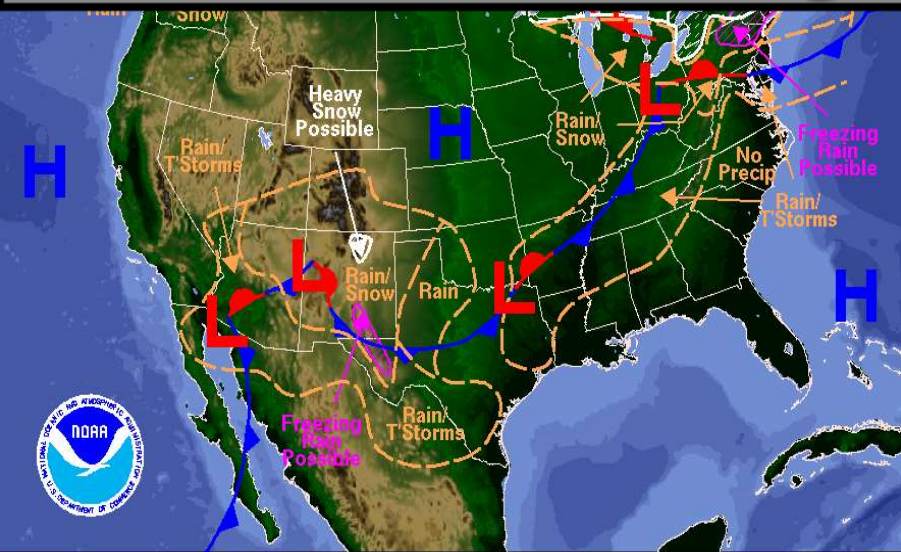 Rain
Snow
Heavy
Snow
Possible
Rain/
T'Storms
H
H
L
Rain/
Snow
No
Precip
Freezing
Rain
Possible
Rain/
T'Storms
L
Rain/
Snow
Rain
L
L
H
Freezing
Rain
Possible
Rain/
T'Storms
NATIONAL OCEANIC AND ATMOSPHERIC ADMINISTRATION
NOAA
U.S. DEPARTMENT OF COMMERCE